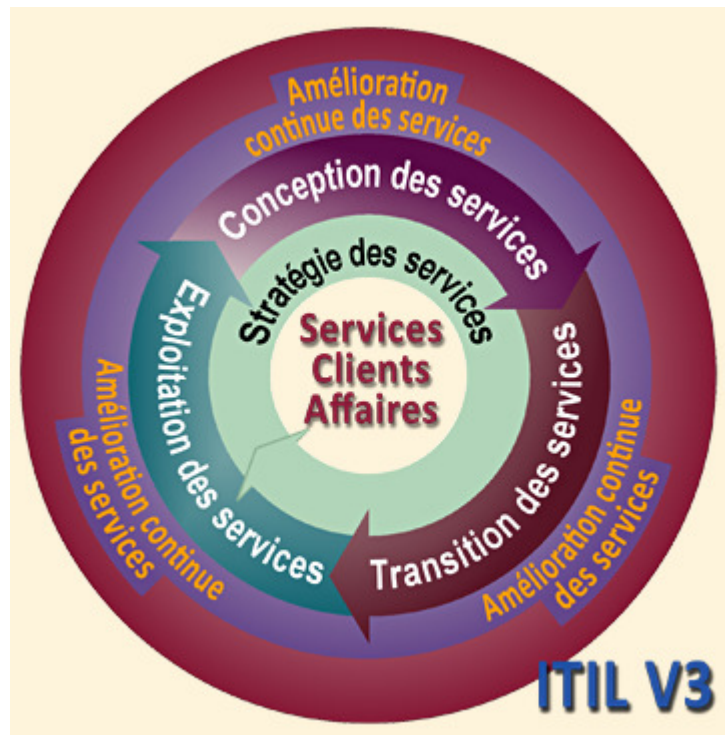 Amélioration
continue des services
Conception des services
Stratégie des services
Services
Clients
Affaires
Exploitation des services
Transition des services
Amélioration continue
des services
Amélioration continue
des services
ITIL V3